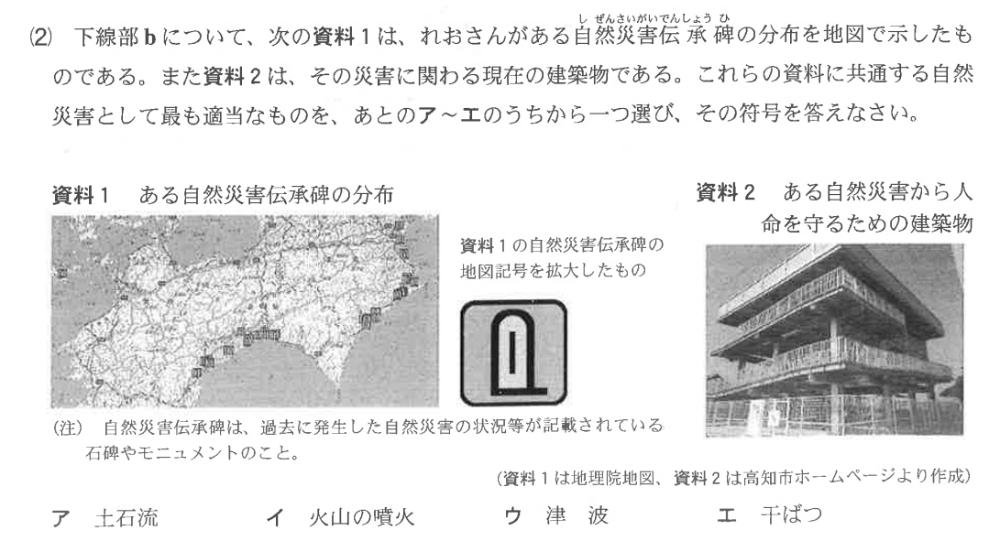 (2) 下線部bについて、次の資料1は、れおさんがある自然災害伝承碑の分布を地図で示したも
しぜんさいがいでんしょうひ
のである。また資料2は、その災害に関わる現在の建築物である。これらの資料に共通する自然
災害として最も適当なものを、あとのア～エのうちから一つ選び、その符号を答えなさい。
資料1 ある自然災害伝承碑の分布
資料2 ある自然災害から人
命を守るための建築物
資料1の自然災害伝承碑の
地図記号を拡大したもの
(注) 自然災害伝承碑は、過去に発生した自然災害の状況等が記載されている
石碑やモニュメントのこと。
(資料1は地理院地図、資料2は高知市ホームページより作成)
ア 土石流 イ 火山の噴火 ウ 津波 エ 干ばつ